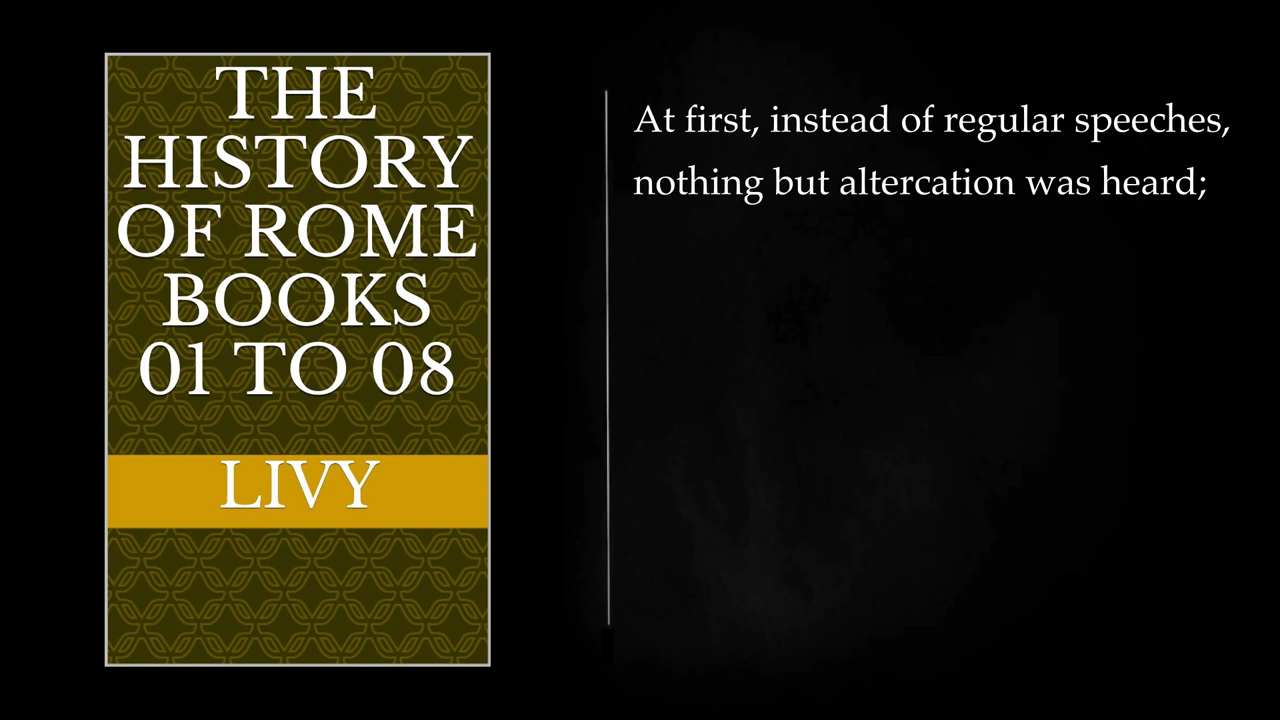 THE
HISTORY
OF ROME
BOOKS
01 TO 08
LIVY
At first, instead of regular speeches,
nothing but altercation was heard;